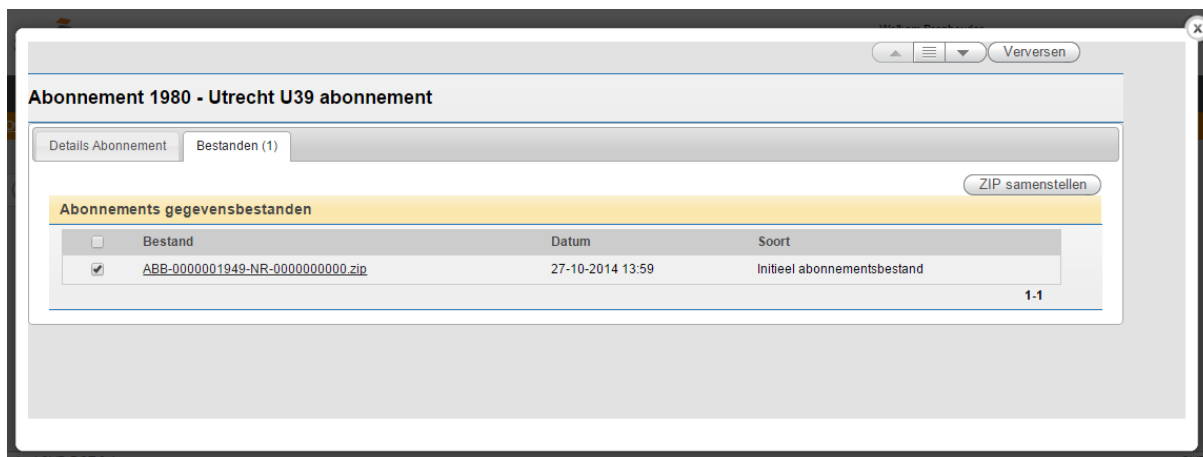 Verversen
Abonnement 1980 - Utrecht U39 abonnement
Details Abonnement Bestanden (1)
ZIP samenstellen
Abonnements gegevensbestanden
Bestand Datum Soort
ABB-0000001949-NR-0000000000.zip 27-10-2014 13:59 Initieel abonnementsbestand
1-1